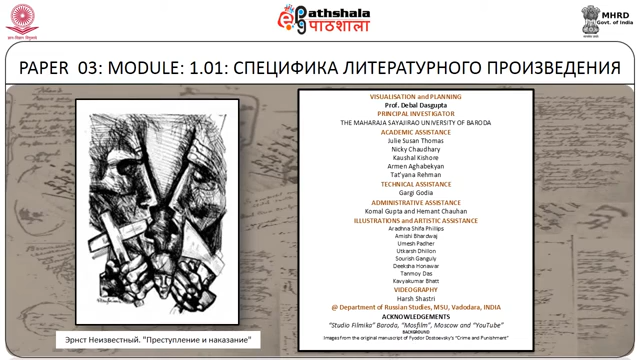 ePathshala
पाठशाला
MHRD
Govt. of India
PAPER 03: MODULE: 1.01: СПЕЦИФИКА ЛИТЕРАТУРНОГО ПРОИЗВЕДЕНИЯ
VISUALISATION and PLANNING
Prof. Debal Dasgupta
PRINCIPAL INVESTIGATOR
THE MAHARAJA SAYAJIRAO UNIVERSITY OF BARODA
ACADEMIC ASSISTANCE
Julie Susan Thomas
Nicky Chaudhary
Kaushal Kishore
Armen Aghabekyan
Tat'yana Rehman
TECHNICAL ASSISTANCE
Gargi Godia
ADMINISTRATIVE ASSISTANCE
Komal Gupta and Hemant Chauhan
ILLUSTRATIONS and ARTISTIC ASSISTANCE
Aradhna Shifa Phillips
Amishi Bhardwaj
Umesh Padher
Utkarsh Dhillon
Sourish Ganguly
Deeksha Honawar
Tanmoy Das
Kavyakumar Bhatt
VIDEOGRAPHY
Harsh Shastri
@ Department of Russian Studies, MSU, Vadodara, INDIA
ACKNOWLEDGEMENTS
"Studio Filmika" Baroda, "Mosfilm", Moscow and "YouTube"
BACKGROUND
Images from the original manuscript of Fyodor Dostoevsky's "Crime and Punishment"
Эрнст Неизвестный. "Преступление и наказание"